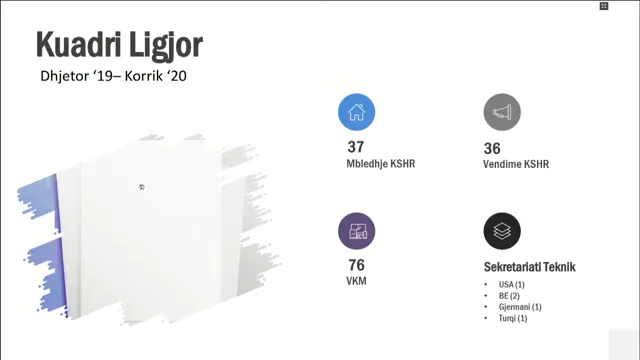 Kuadri Ligjor
Dhjetor ‘19– Korrik ‘20
37
Mbledhje KSHR
36
Vendime KSHR
76
VKM
Sekretariati Teknik
• USA (1)
• BE (2)
• Gjermani (1)
• Turqi (1)